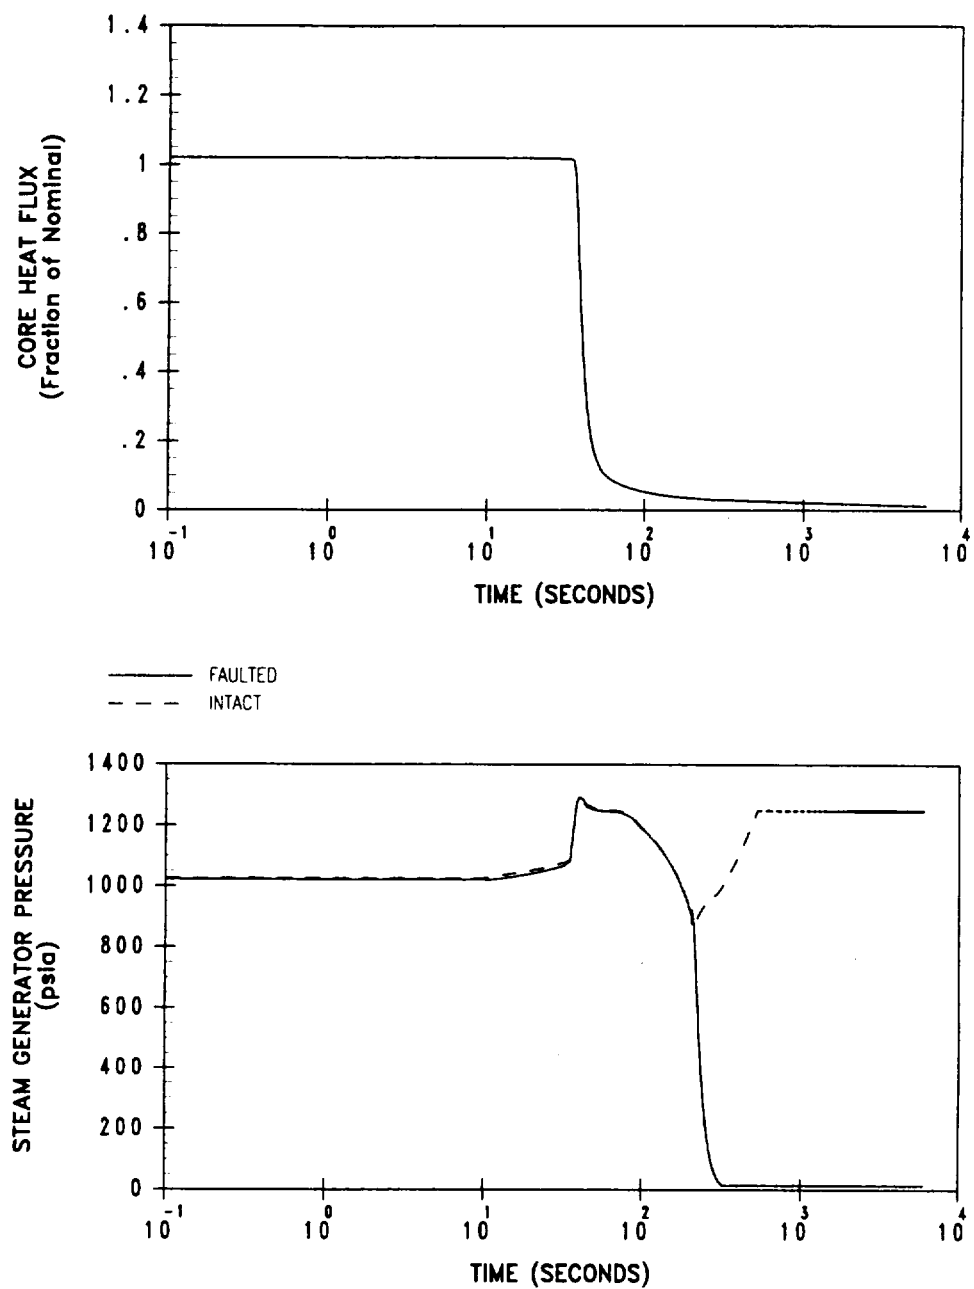 1.4
1.2
1
.8
.6
.4
.2
0
CORE HEAT FLUX
(Fraction of Nominal)
10^-1 10^0 10^1 10^2 10^3 10^4
TIME (SECONDS)
FAULTED
INTACT
1400
1200
1000
800
600
400
200
0
STEAM GENERATOR PRESSURE
(psia)
10^-1 10^0 10^1 10^2 10^3 10^4
TIME (SECONDS)